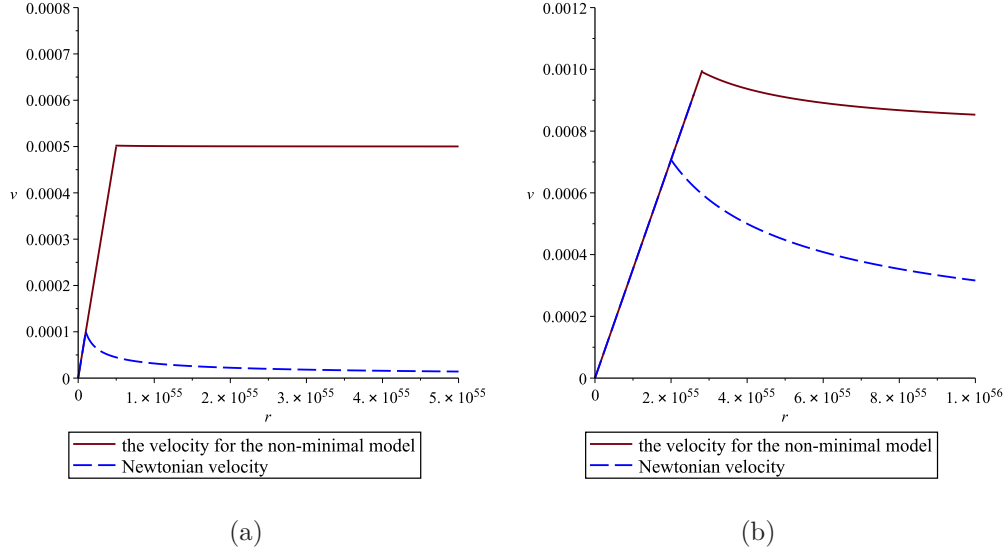 0.0008
0.0007
0.0006
0.0005
v 0.0004
0.0003
0.0002
0.0001
0
0 1. × 10^55 2. × 10^55 3. × 10^55 4. × 10^55 5. × 10^55
r
the velocity for the non-minimal model
Newtonian velocity
(a)
0.0012
0.0010
0.0008
v 0.0006
0.0004
0.0002
0
0 2. × 10^55 4. × 10^55 6. × 10^55 8. × 10^55 1. × 10^56
r
the velocity for the non-minimal model
Newtonian velocity
(b)